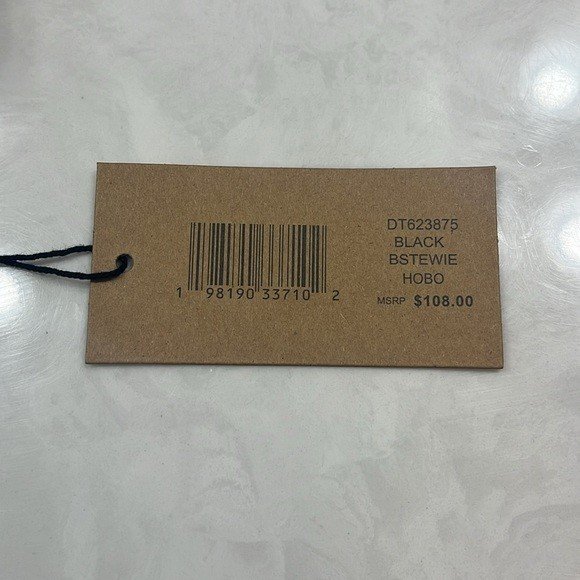 1 98190 33710 2
DT623875
BLACK
BSTEWIE
HOBO
MSRP $108.00